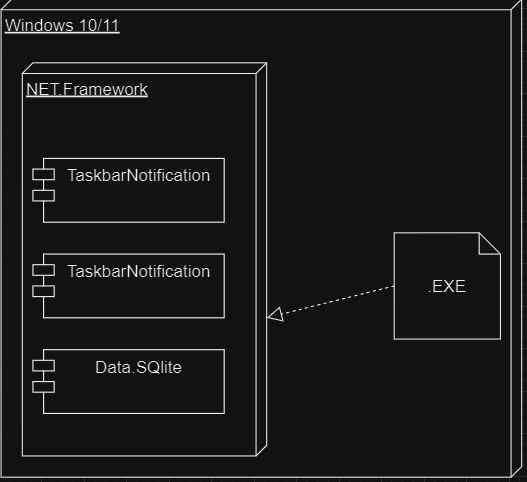 Windows 10/11
NET.Framework
TaskbarNotification
TaskbarNotification
.EXE
Data.SQlite